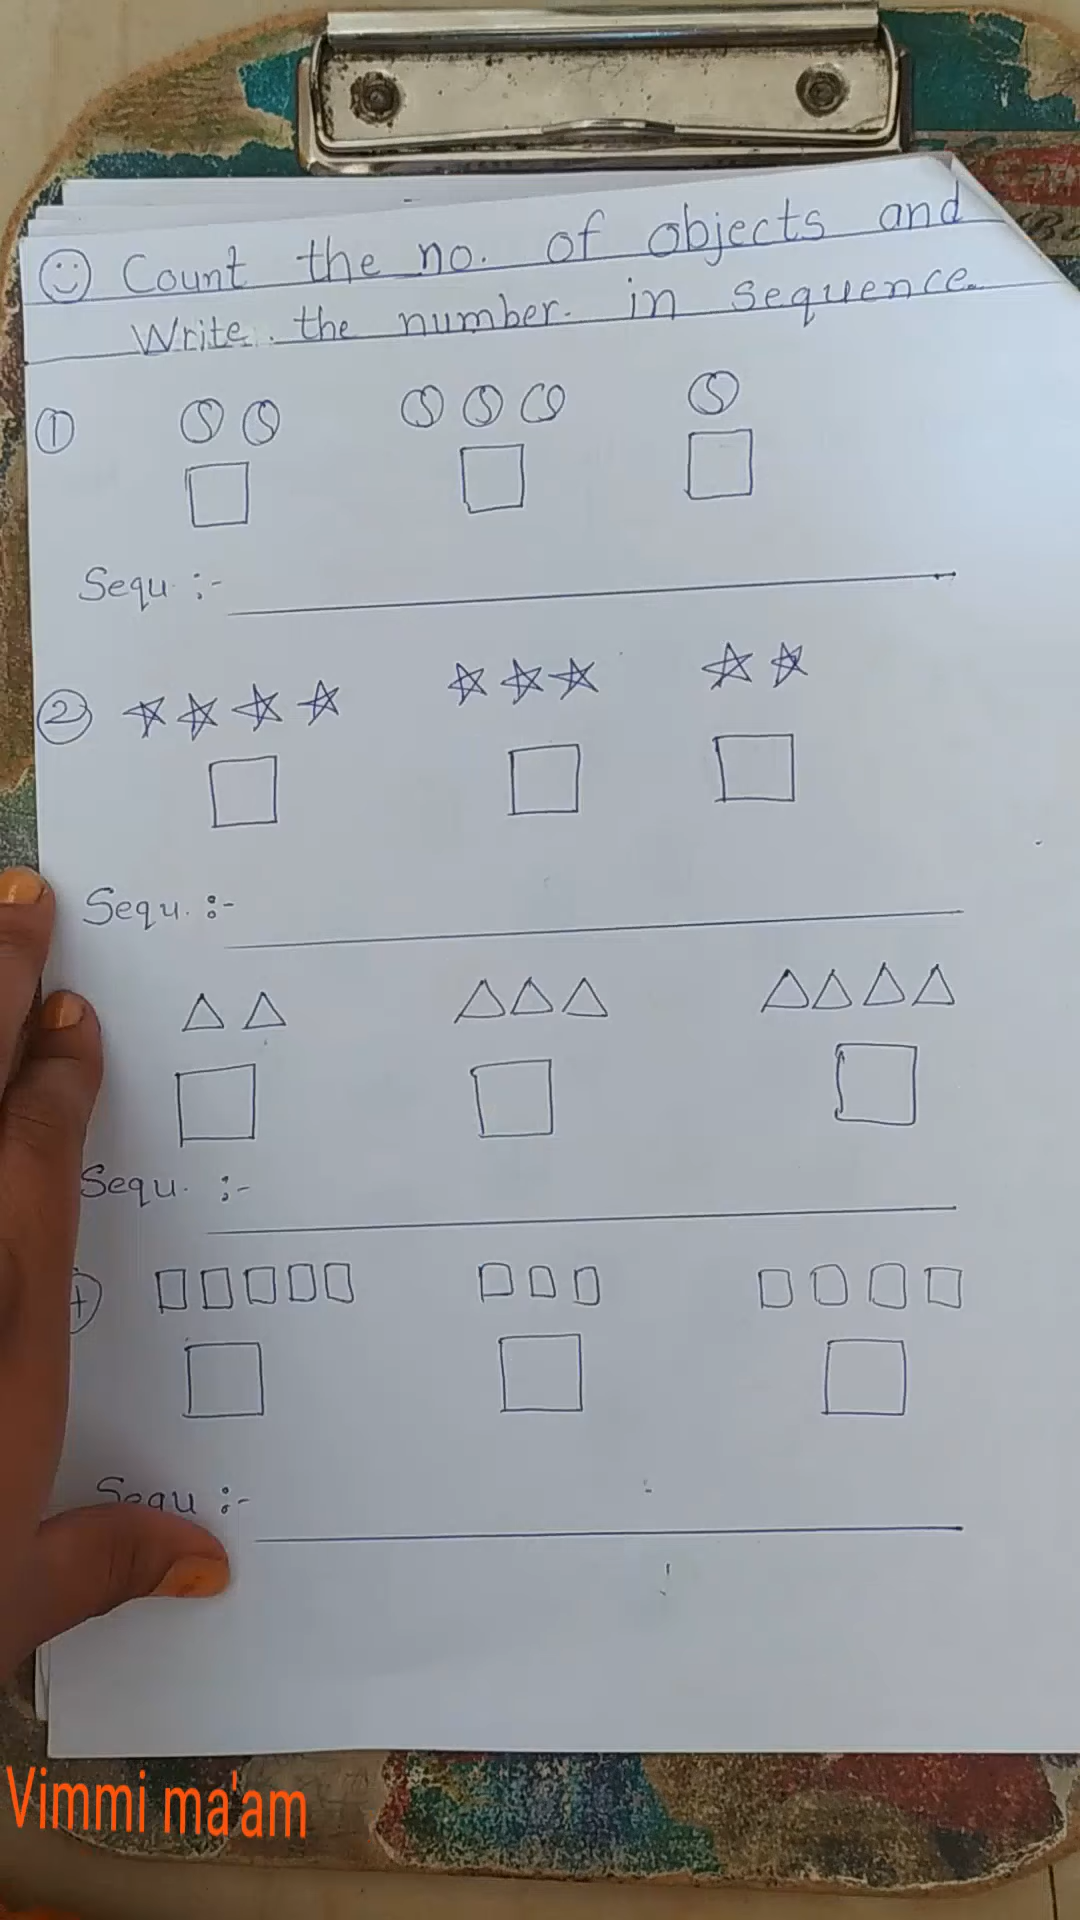 Count the no. of objects and
Write. the number. in sequence.
1
Sequ. :-
2
Sequ. :-
Sequ. :-
Sequ :-
Vimmi ma'am